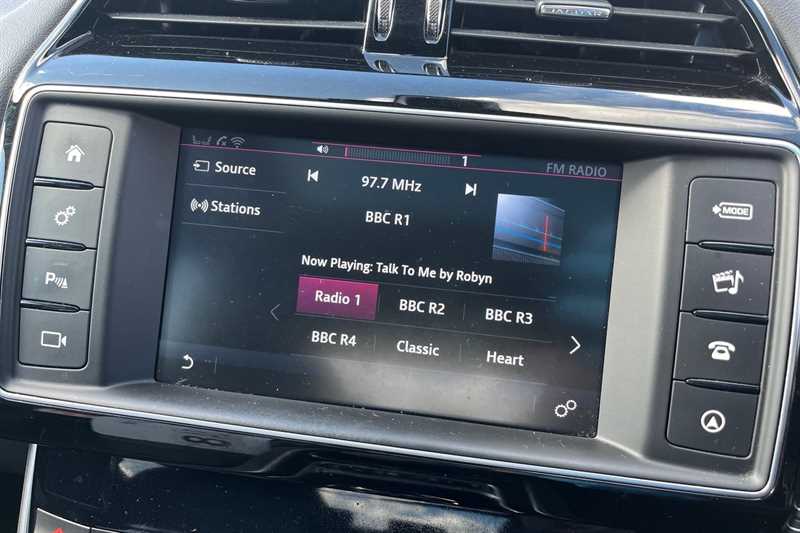 JAGUAR
1
FM RADIO
Source
97.7 MHz
Stations
BBC R1
Now Playing: Talk To Me by Robyn
Radio 1
BBC R2
BBC R3
BBC R4
Classic
Heart
P
MODE